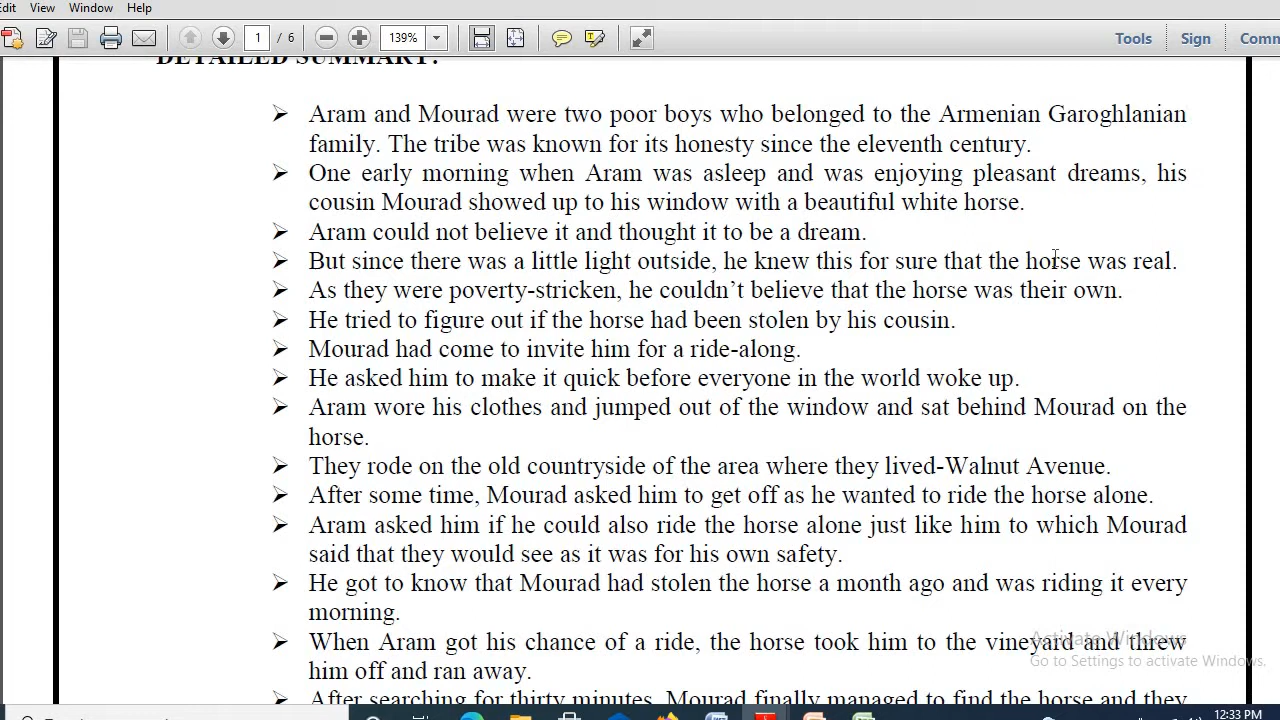 Edit View Window Help
1 / 6 139% Tools Sign Comm
DETAILED SUMMARY:
➢ Aram and Mourad were two poor boys who belonged to the Armenian Garoghlanian
family. The tribe was known for its honesty since the eleventh century.
➢ One early morning when Aram was asleep and was enjoying pleasant dreams, his
cousin Mourad showed up to his window with a beautiful white horse.
➢ Aram could not believe it and thought it to be a dream.
➢ But since there was a little light outside, he knew this for sure that the horse was real.
➢ As they were poverty-stricken, he couldn’t believe that the horse was their own.
➢ He tried to figure out if the horse had been stolen by his cousin.
➢ Mourad had come to invite him for a ride-along.
➢ He asked him to make it quick before everyone in the world woke up.
➢ Aram wore his clothes and jumped out of the window and sat behind Mourad on the
horse.
➢ They rode on the old countryside of the area where they lived-Walnut Avenue.
➢ After some time, Mourad asked him to get off as he wanted to ride the horse alone.
➢ Aram asked him if he could also ride the horse alone just like him to which Mourad
said that they would see as it was for his own safety.
➢ He got to know that Mourad had stolen the horse a month ago and was riding it every
morning.
➢ When Aram got his chance of a ride, the horse took him to the vineyard and threw
him off and ran away.
Activate Windows
Go to Settings to activate Windows.
➢ After searching for thirty minutes, Mourad finally managed to find the horse and they
12:33 PM